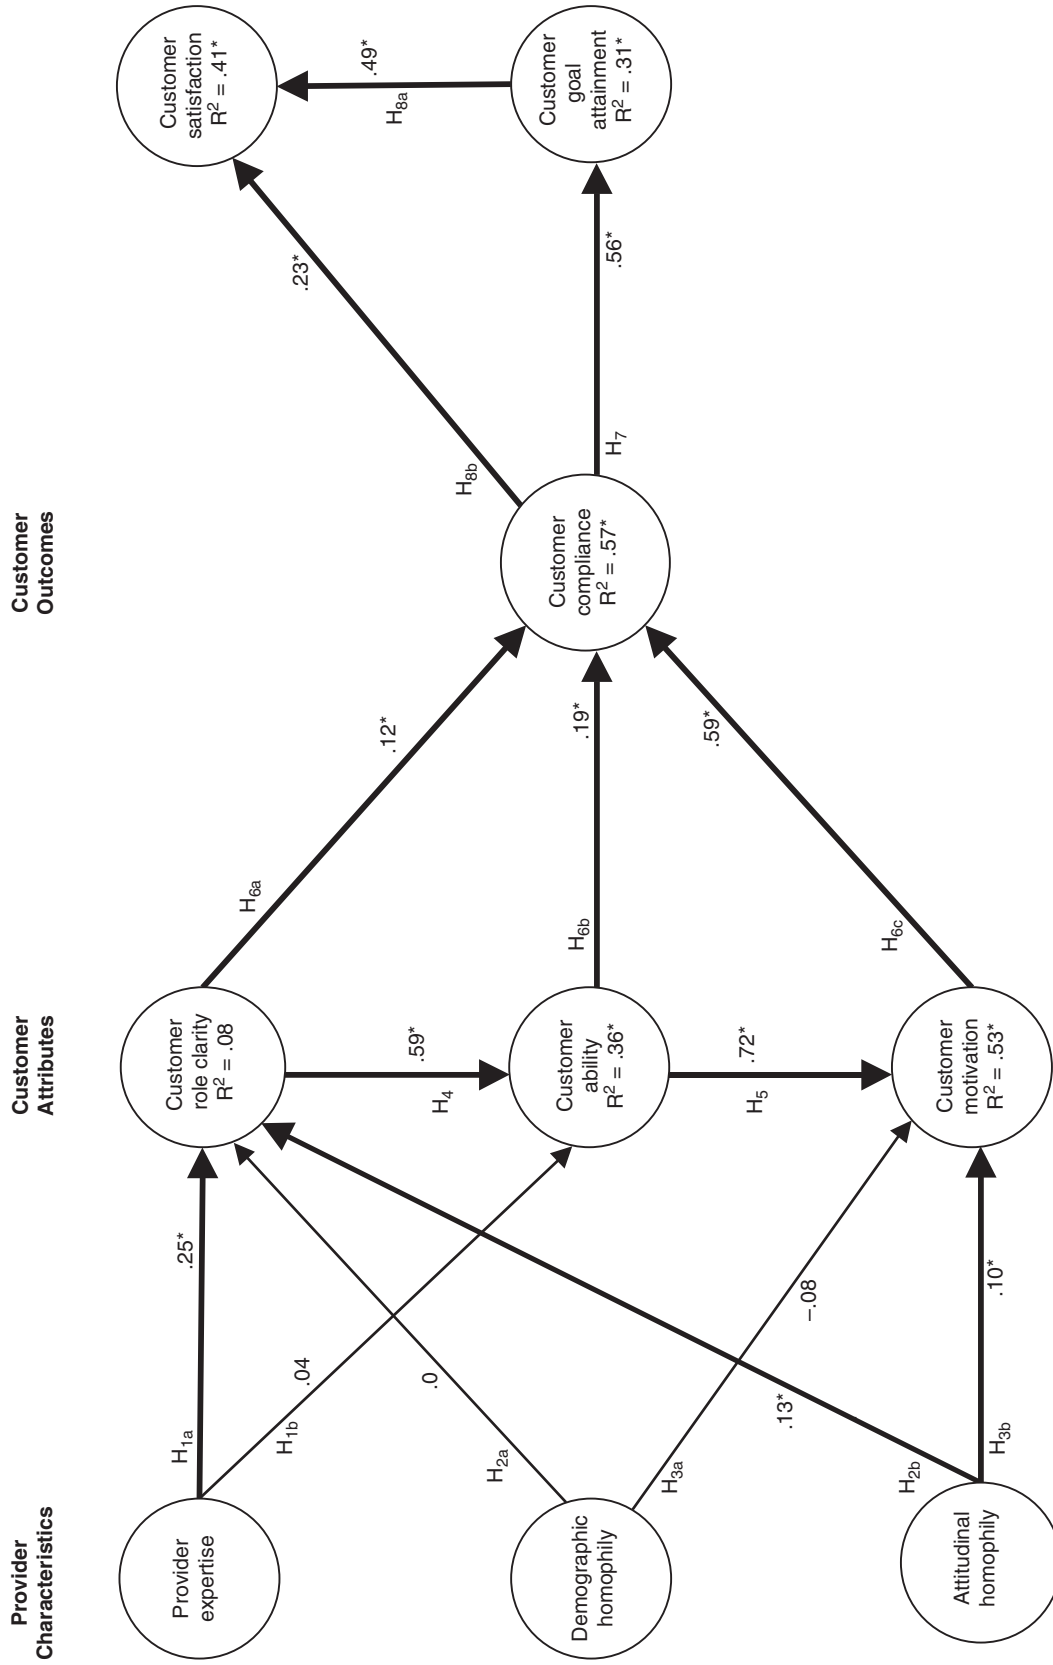 Provider
Characteristics
Customer
Attributes
Customer
Outcomes
Provider
expertise
Demographic
homophily
Attitudinal
homophily
H1a
.25*
H1b
.04
H2a
.0
H3a
–.08
H2b
.13*
H3b
.10*
Customer
role clarity
R² = .08
H4
.59*
Customer
ability
R² = .36*
H5
.72*
Customer
motivation
R² = .53*
H6a
.12*
H6b
.19*
H6c
.59*
Customer
compliance
R² = .57*
H8b
.23*
H7
.56*
Customer
satisfaction
R² = .41*
H8a
.49*
Customer
goal
attainment
R² = .31*